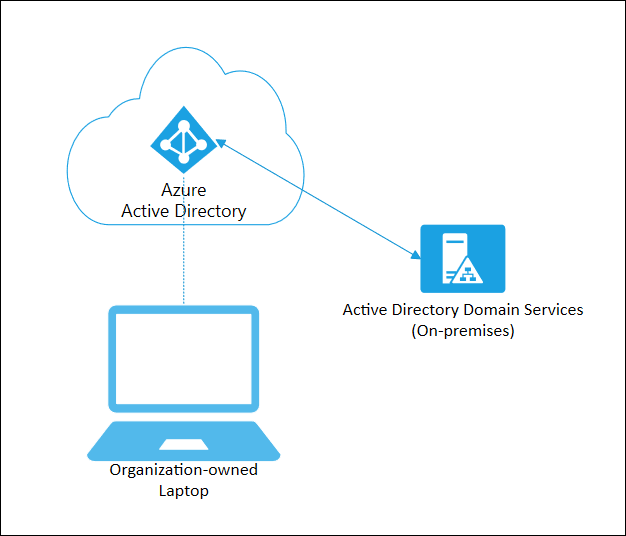 Azure
Active Directory
Active Directory Domain Services
(On-premises)
Organization-owned
Laptop